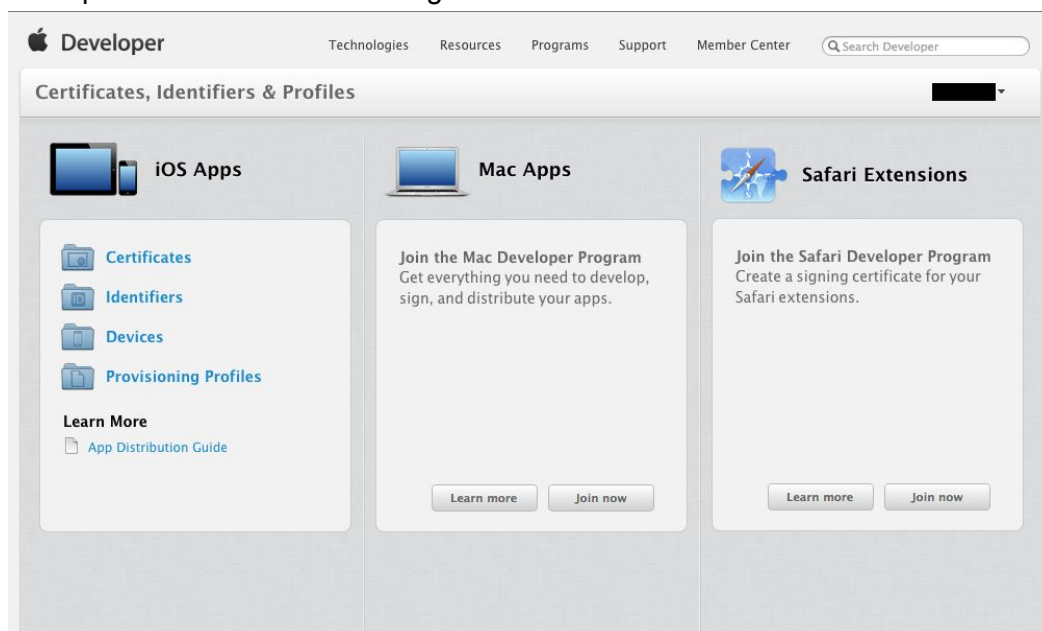 Developer
Technologies Resources Programs Support Member Center Search Developer
Certificates, Identifiers & Profiles
iOS Apps
Certificates
Identifiers
Devices
Provisioning Profiles
Learn More
App Distribution Guide
Mac Apps
Join the Mac Developer Program
Get everything you need to develop,
sign, and distribute your apps.
Learn more Join now
Safari Extensions
Join the Safari Developer Program
Create a signing certificate for your
Safari extensions.
Learn more Join now